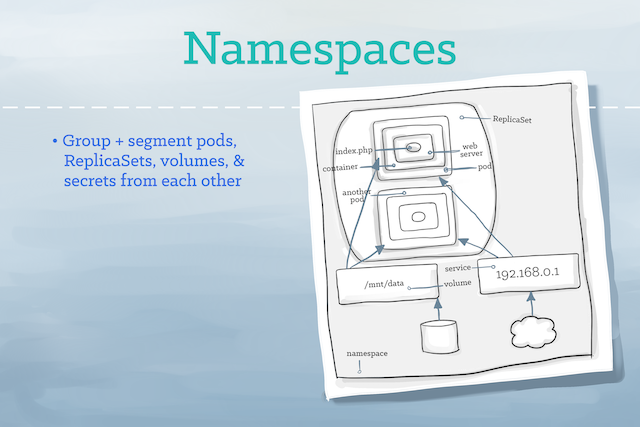 Namespaces
• Group + segment pods,
ReplicaSets, volumes, &
secrets from each other
ReplicaSet
index.php
web
server
container
pod
another
pod
service
192.168.0.1
/mnt/data
volume
namespace